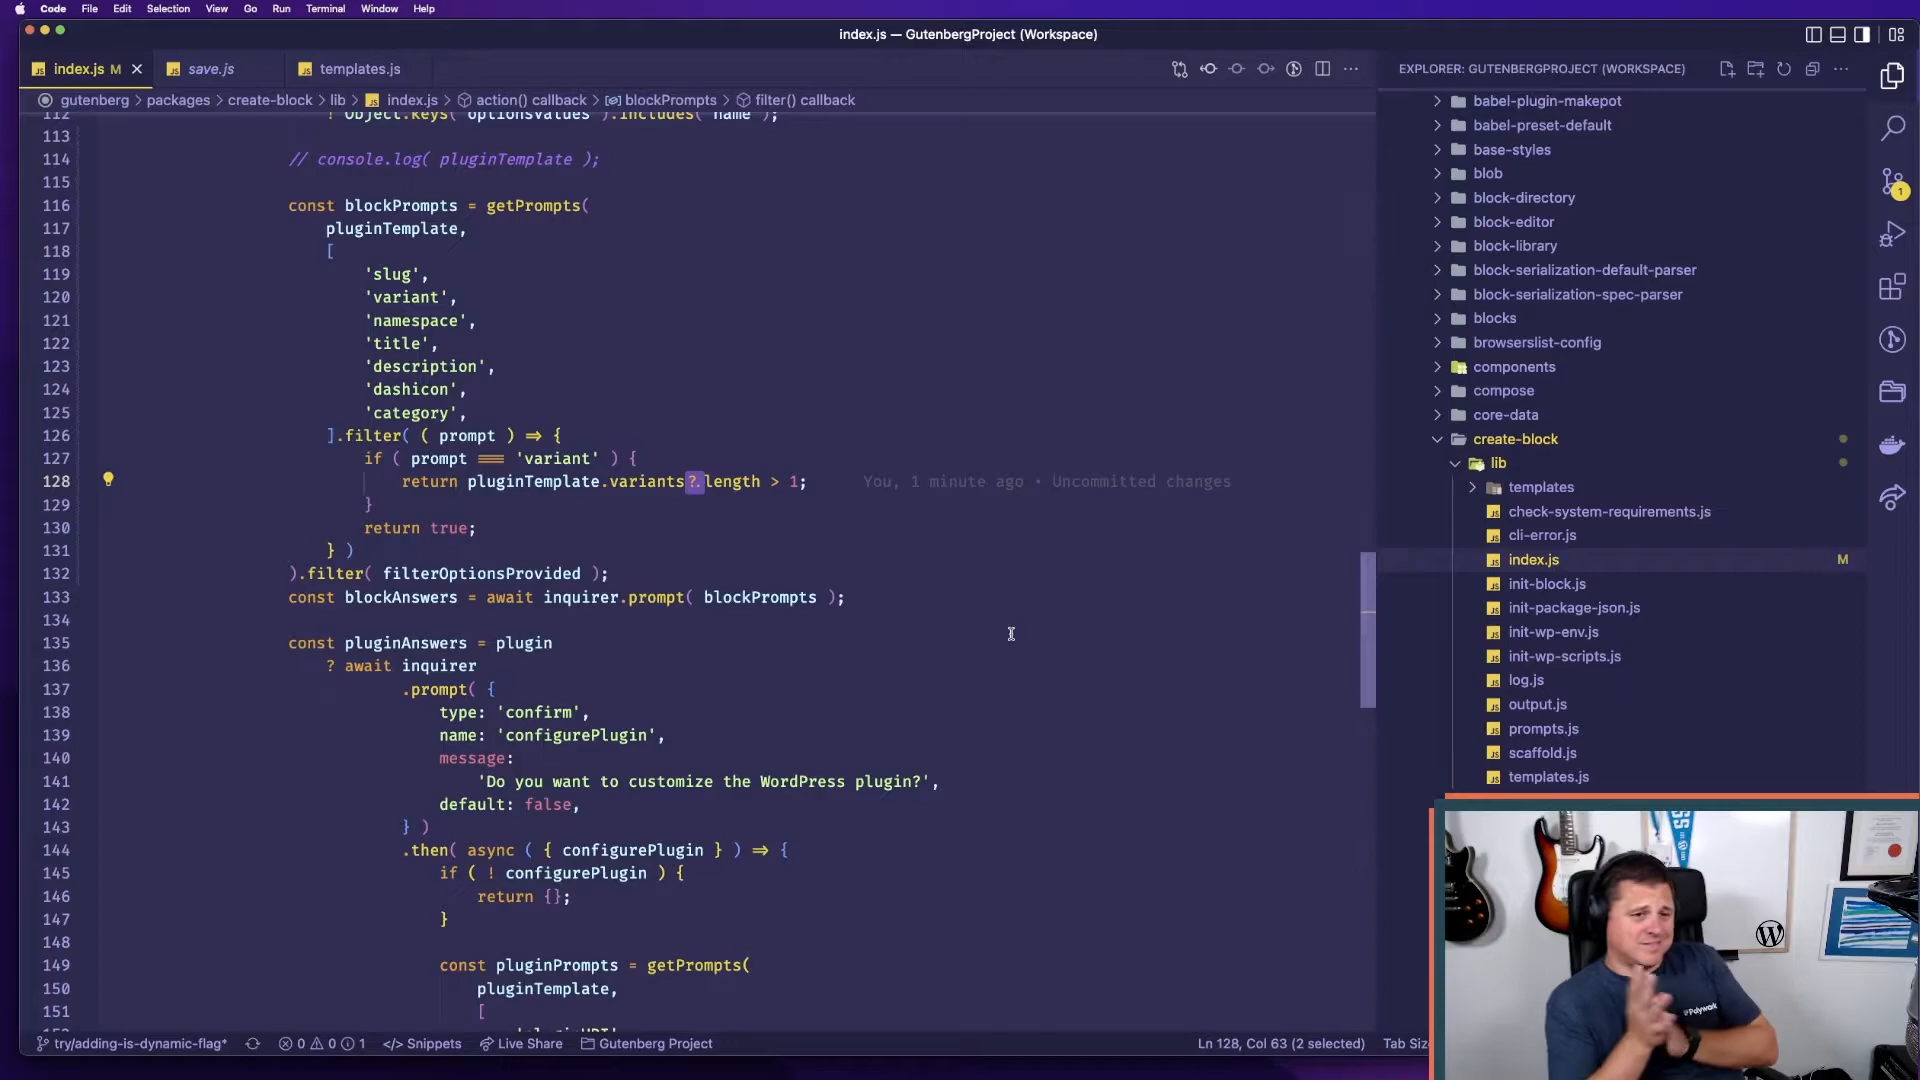 Code File Edit Selection View Go Run Terminal Window Help
index.js — GutenbergProject (Workspace)
index.js M
save.js
templates.js
gutenberg > packages > create-block > lib > index.js > action() callback > blockPrompts > filter() callback
112 ! Object.keys( optionsValues ).includes( name );
113
114 // console.log( pluginTemplate );
115
116 const blockPrompts = getPrompts(
117 pluginTemplate,
118 [
119 'slug',
120 'variant',
121 'namespace',
122 'title',
123 'description',
124 'dashicon',
125 'category',
126 ].filter( ( prompt ) => {
127 if ( prompt === 'variant' ) {
128 return pluginTemplate.variants?.length > 1; You, 1 minute ago • Uncommitted changes
129 }
130 return true;
131 } )
132 ).filter( filterOptionsProvided );
133 const blockAnswers = await inquirer.prompt( blockPrompts );
134
135 const pluginAnswers = plugin
136 ? await inquirer
137 .prompt( {
138 type: 'confirm',
139 name: 'configurePlugin',
140 message:
141 'Do you want to customize the WordPress plugin?',
142 default: false,
143 } )
144 .then( async ( { configurePlugin } ) => {
145 if ( ! configurePlugin ) {
146 return {};
147 }
148
149 const pluginPrompts = getPrompts(
150 pluginTemplate,
151 [
EXPLORER: GUTENBERGPROJECT (WORKSPACE)
babel-plugin-makepot
babel-preset-default
base-styles
blob
block-directory
block-editor
block-library
block-serialization-default-parser
block-serialization-spec-parser
blocks
browserslist-config
components
compose
core-data
create-block
lib
templates
check-system-requirements.js
cli-error.js
index.js M
init-block.js
init-package-json.js
init-wp-env.js
init-wp-scripts.js
log.js
output.js
prompts.js
scaffold.js
templates.js
1
@Polywork
try/adding-is-dynamic-flag* 0 0 1 </> Snippets Live Share Gutenberg Project Ln 128, Col 63 (2 selected) Tab Siz